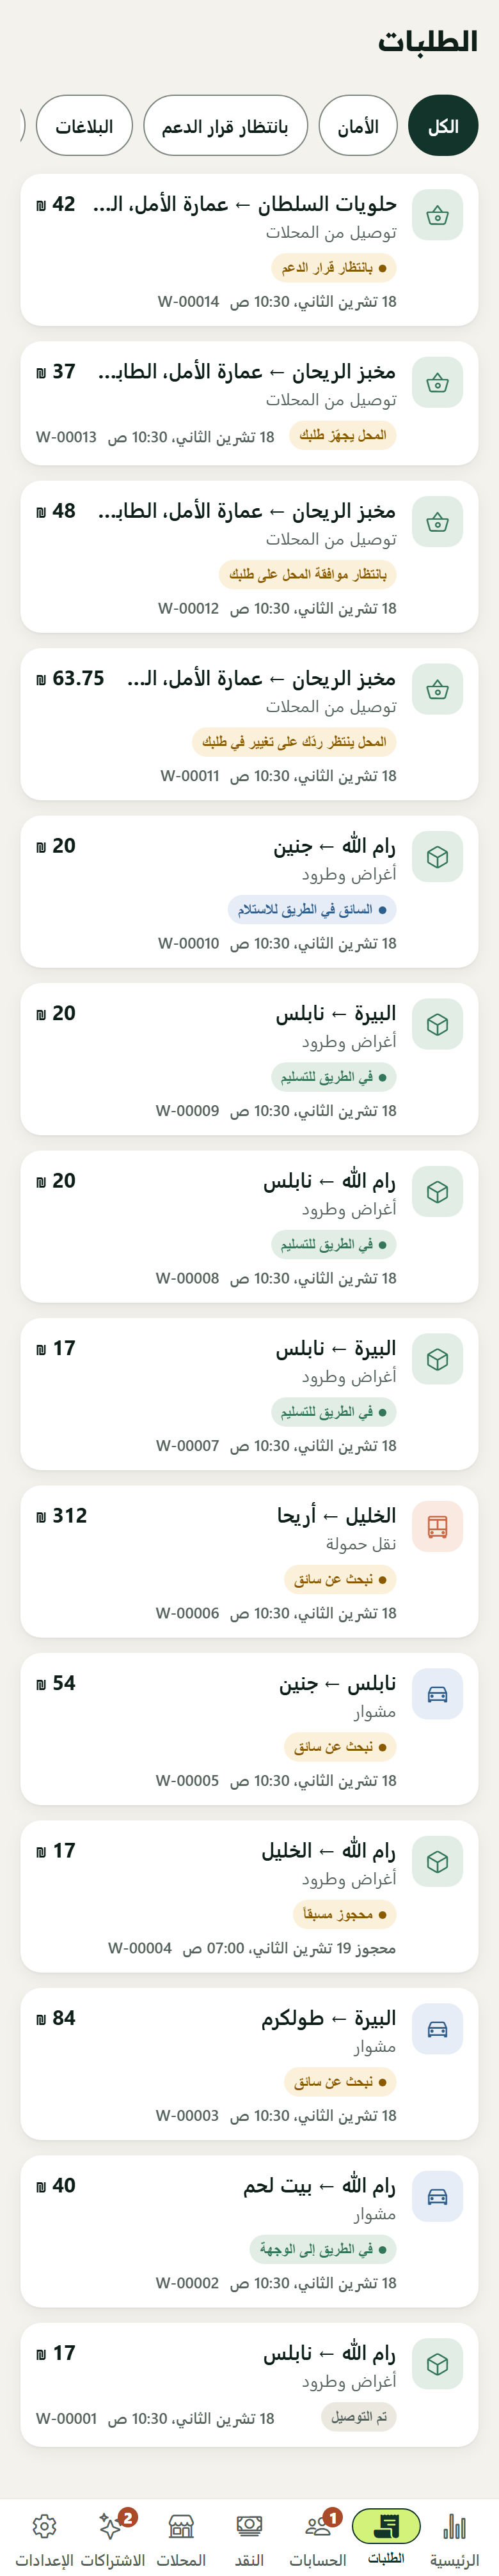 الطلبات
الكل
الأمان
بانتظار قرار الدعم
البلاغات
حلويات السلطان ← عمارة الأمل، الـ... 42 ₪
توصيل من المحلات
بانتظار قرار الدعم
18 تشرين الثاني، 10:30 ص W-00014
مخبز الريحان ← عمارة الأمل، الطابـ... 37 ₪
توصيل من المحلات
المحل يجهّز طلبك
18 تشرين الثاني، 10:30 ص W-00013
مخبز الريحان ← عمارة الأمل، الطابـ... 48 ₪
توصيل من المحلات
بانتظار موافقة المحل على طلبك
18 تشرين الثاني، 10:30 ص W-00012
مخبز الريحان ← عمارة الأمل، الـ... 63.75 ₪
توصيل من المحلات
المحل ينتظر ردّك على تغيير في طلبك
18 تشرين الثاني، 10:30 ص W-00011
رام الله ← جنين 20 ₪
أغراض وطرود
السائق في الطريق للاستلام
18 تشرين الثاني، 10:30 ص W-00010
البيرة ← نابلس 20 ₪
أغراض وطرود
في الطريق للتسليم
18 تشرين الثاني، 10:30 ص W-00009
رام الله ← نابلس 20 ₪
أغراض وطرود
في الطريق للتسليم
18 تشرين الثاني، 10:30 ص W-00008
البيرة ← نابلس 17 ₪
أغراض وطرود
في الطريق للتسليم
18 تشرين الثاني، 10:30 ص W-00007
الخليل ← أريحا 312 ₪
نقل حمولة
نبحث عن سائق
18 تشرين الثاني، 10:30 ص W-00006
نابلس ← جنين 54 ₪
مشوار
نبحث عن سائق
18 تشرين الثاني، 10:30 ص W-00005
رام الله ← الخليل 17 ₪
أغراض وطرود
محجوز مسبقاً
محجوز 19 تشرين الثاني، 07:00 ص W-00004
البيرة ← طولكرم 84 ₪
مشوار
نبحث عن سائق
18 تشرين الثاني، 10:30 ص W-00003
رام الله ← بيت لحم 40 ₪
مشوار
في الطريق إلى الوجهة
18 تشرين الثاني، 10:30 ص W-00002
رام الله ← نابلس 17 ₪
أغراض وطرود
تم التوصيل
18 تشرين الثاني، 10:30 ص W-00001
الرئيسية
الطلبات
1 الحسابات
النقد
المحلات
2 الاشتراكات
الإعدادات